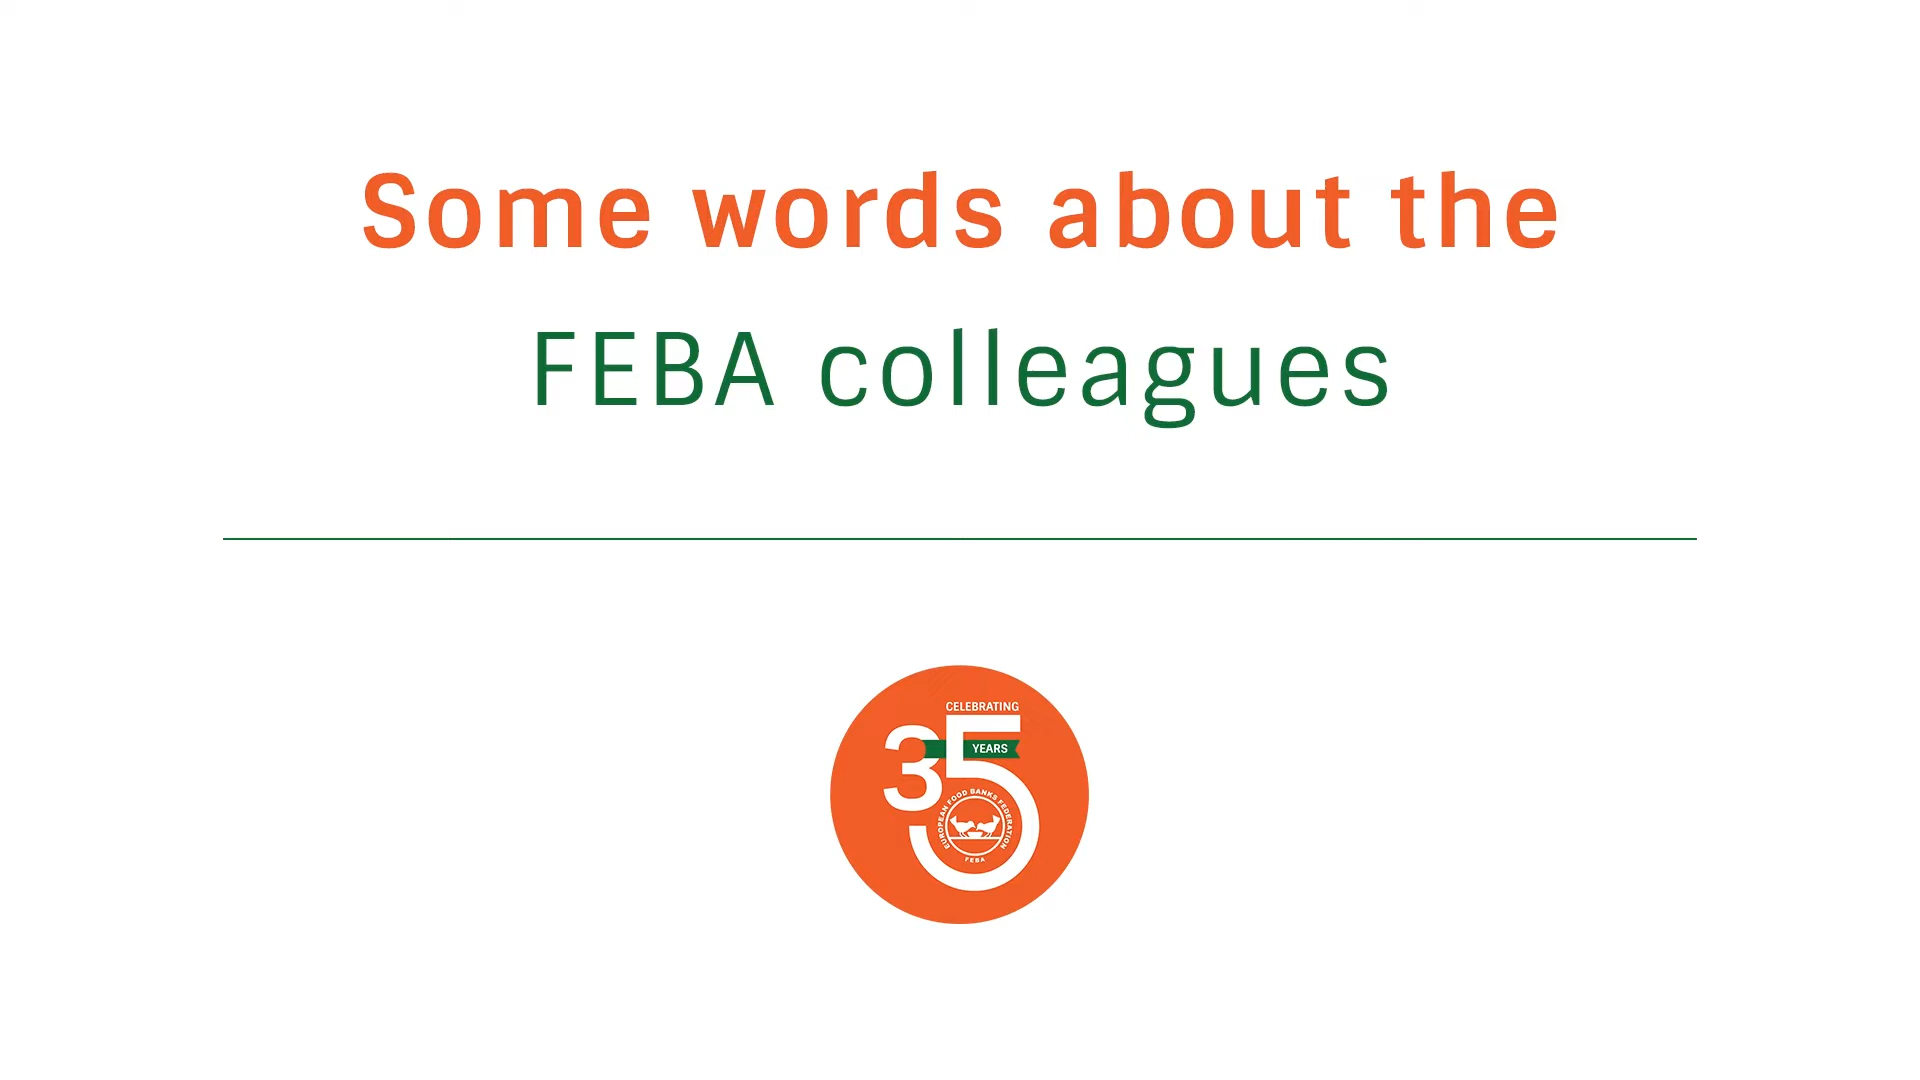 Some words about the
FEBA colleagues
CELEBRATING
35
YEARS
EUROPEAN FOOD BANKS FEDERATION
FEBA